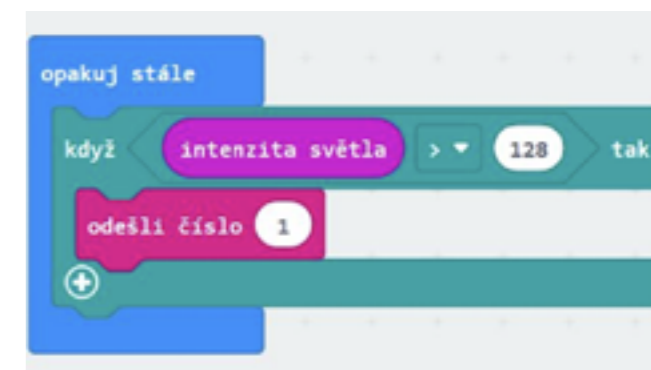 opakuj stále
když intenzita světla > 128 tak
odešli číslo 1